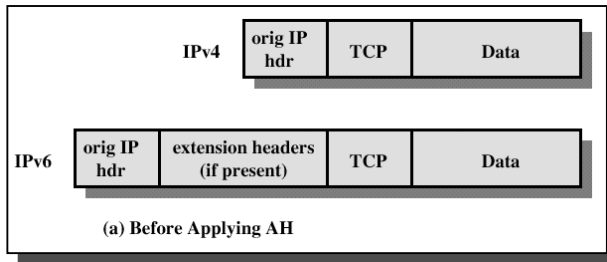 IPv4
orig IP
hdr
TCP
Data
IPv6
orig IP
hdr
extension headers
(if present)
TCP
Data
(a) Before Applying AH